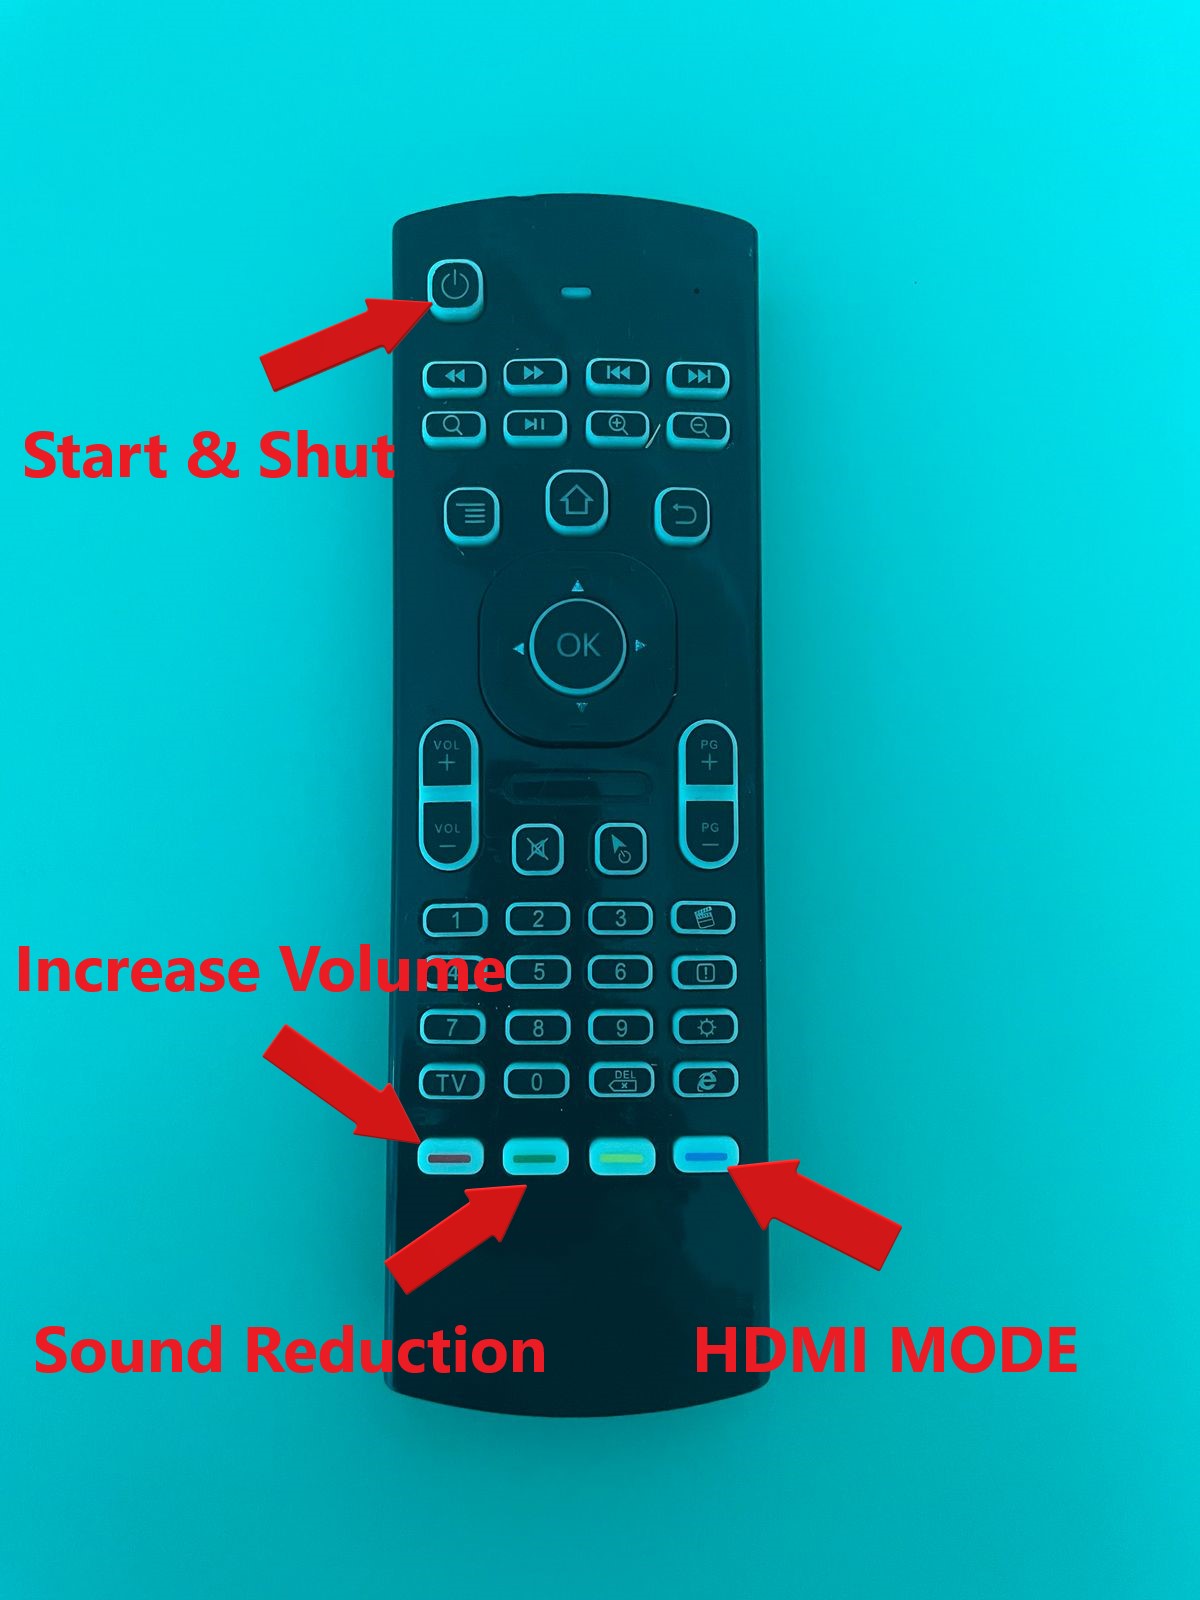 Start & Shut
OK
VOL
+
PG
+
VOL
−
PG
−
1 2 3
Increase Volume
4 5 6
7 8 9
TV 0 DEL
Sound Reduction
HDMI MODE